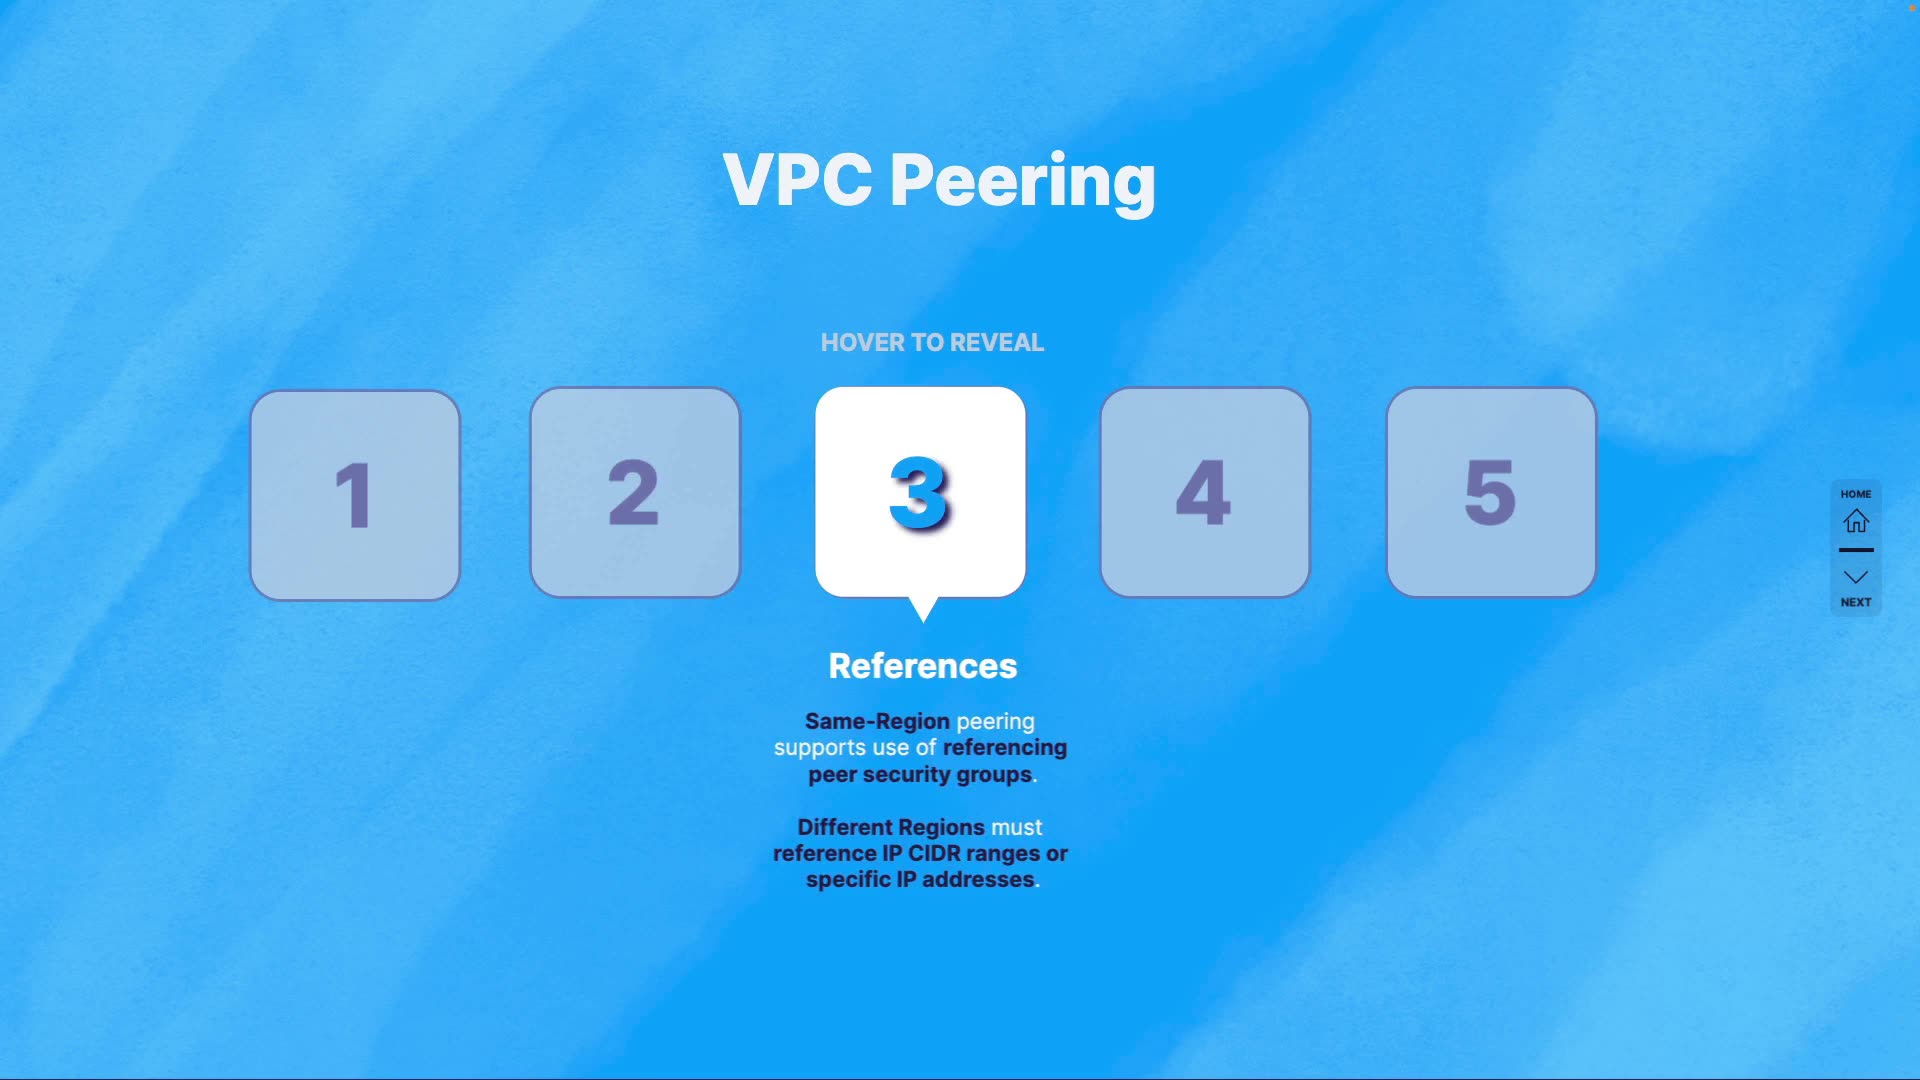 VPC Peering
HOVER TO REVEAL
1
2
3
4
5
HOME
NEXT
References
Same-Region peering
supports use of referencing
peer security groups.
Different Regions must
reference IP CIDR ranges or
specific IP addresses.